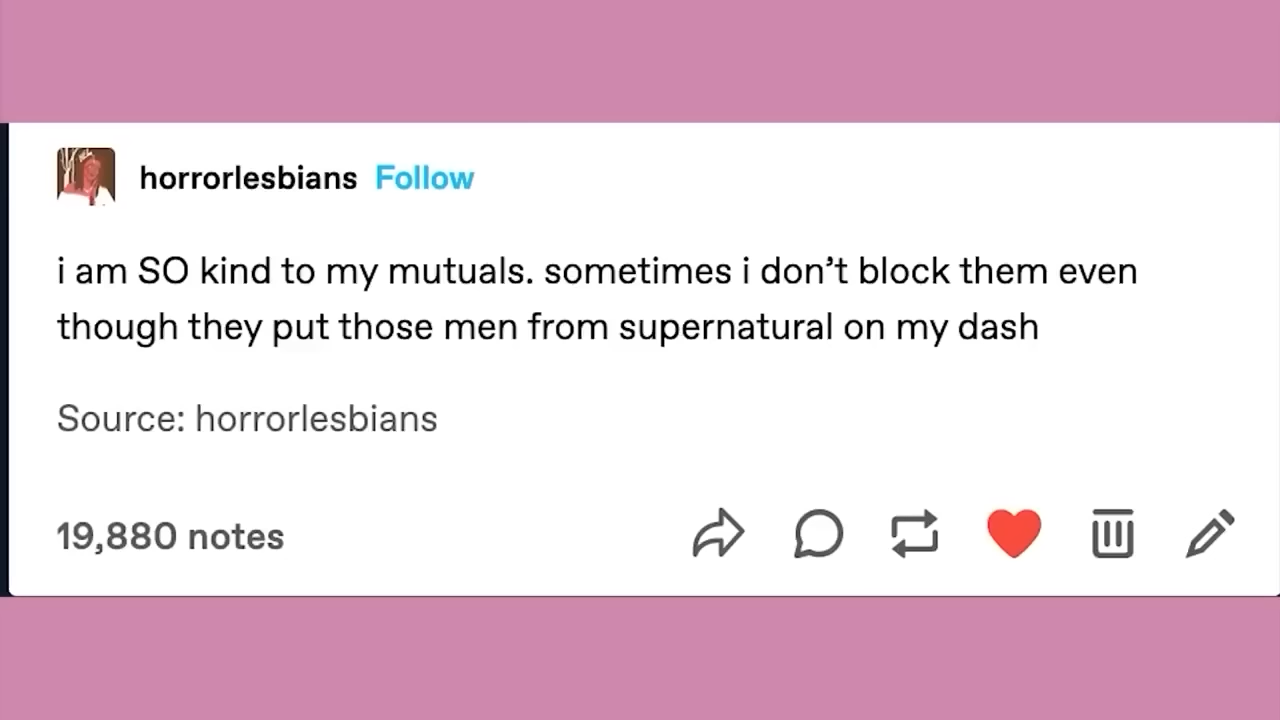 horrorlesbians Follow
i am SO kind to my mutuals. sometimes i don’t block them even
though they put those men from supernatural on my dash
Source: horrorlesbians
19,880 notes